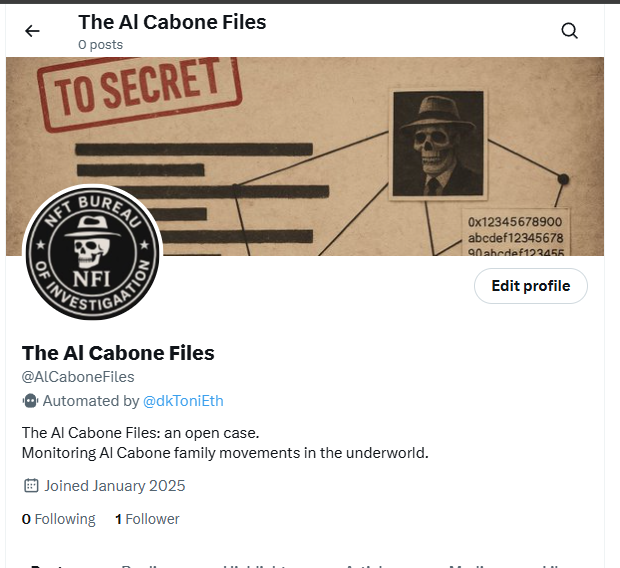 The Al Cabone Files
0 posts
TO SECRET
0x12345678900
abcdef12345678
90abcdef123456
NFT BUREAU
NFI
OF INVESTIGAATION
Edit profile
The Al Cabone Files
@AlCaboneFiles
Automated by @dkToniEth
The Al Cabone Files: an open case.
Monitoring Al Cabone family movements in the underworld.
Joined January 2025
0 Following 1 Follower